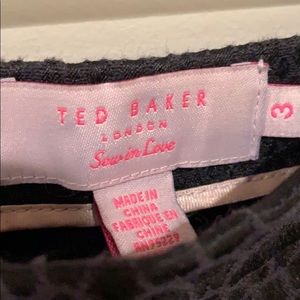 TED BAKER
LONDON
Sew in Love
3
MADE IN
CHINA
FABRIQUÉ EN
CHINE